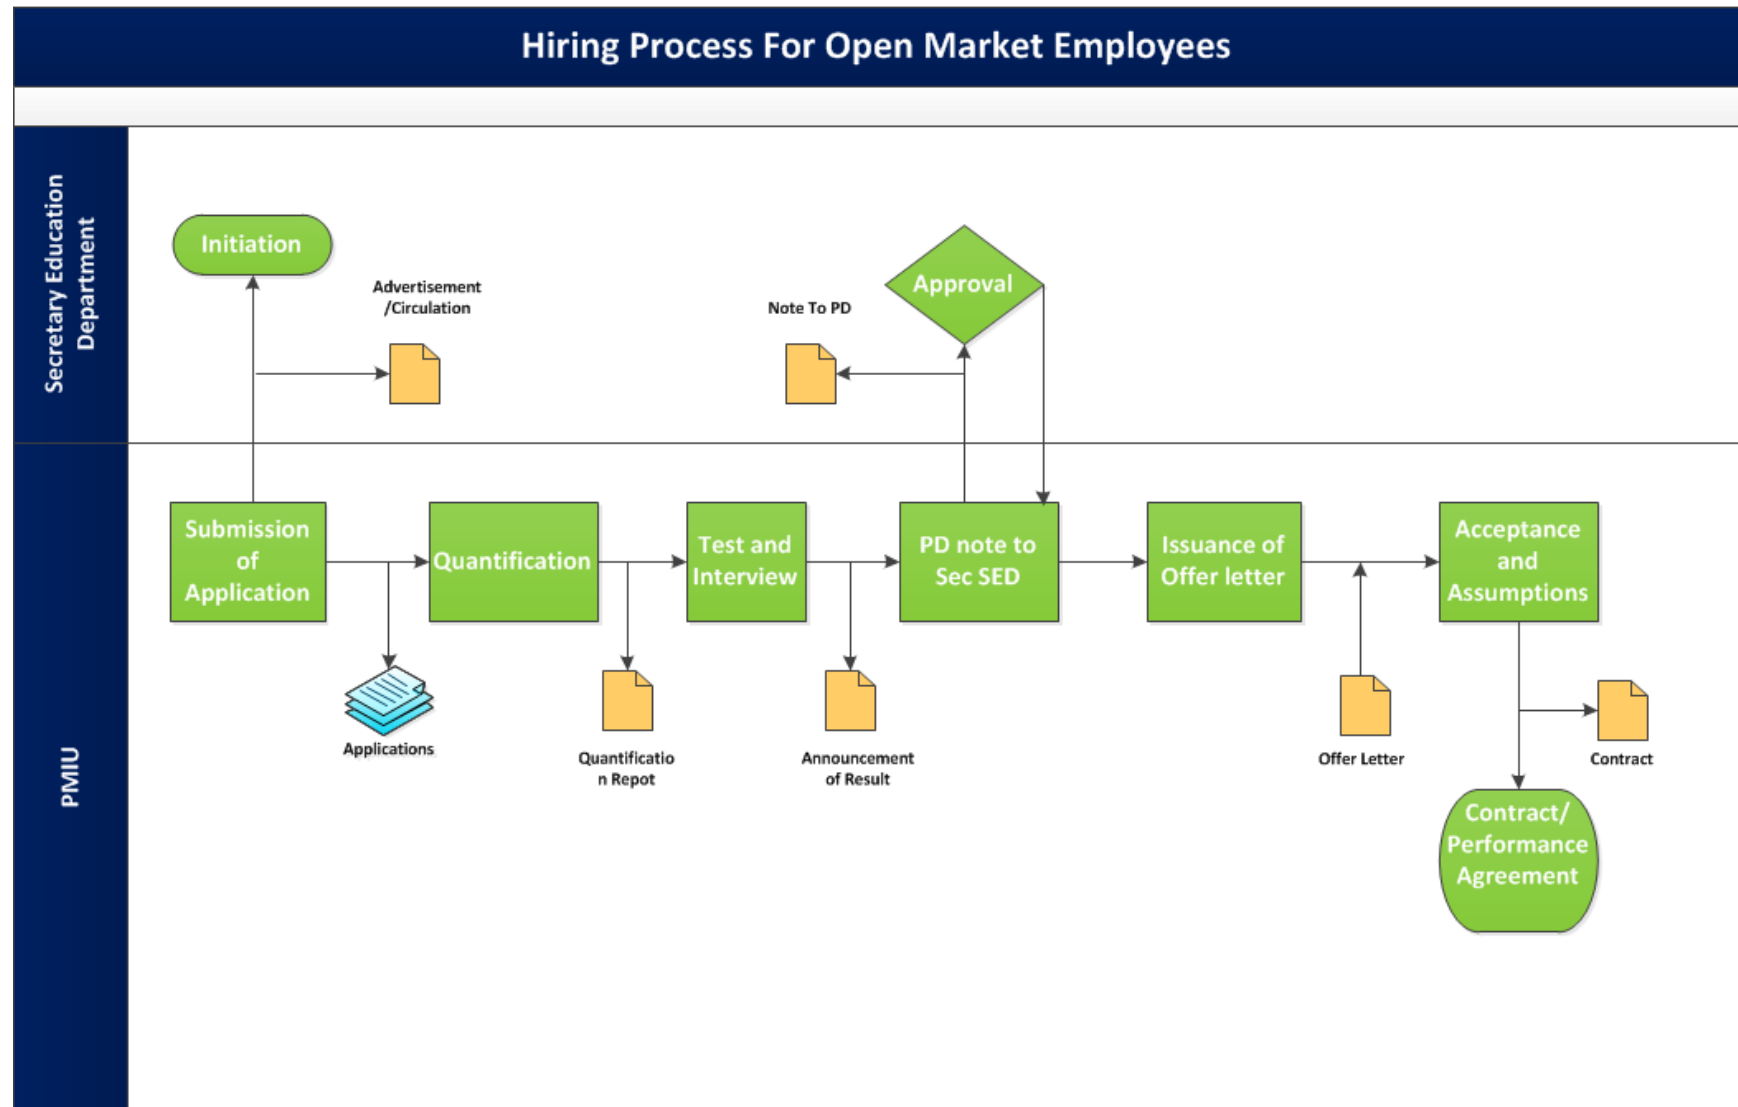 Hiring Process For Open Market Employees
Secretary Education
Department
Initiation
Advertisement
/Circulation
Note To PD
Approval
PMIU
Submission
of
Application
Quantification
Test and
Interview
PD note to
Sec SED
Issuance of
Offer letter
Acceptance
and
Assumptions
Applications
Quantificatio
n Repot
Announcement
of Result
Offer Letter
Contract
Contract/
Performance
Agreement